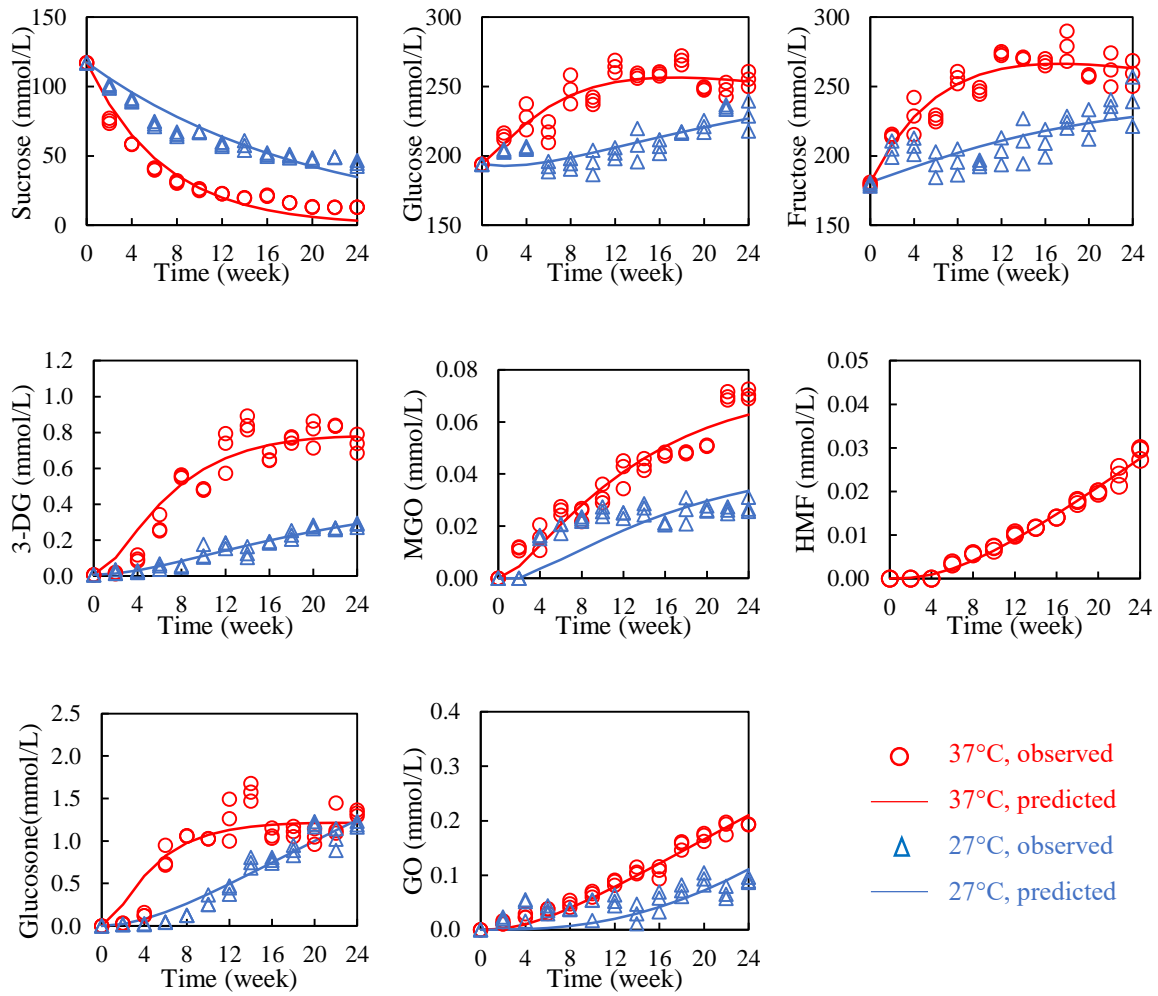 Sucrose (mmol/L)
150
100
50
0
0 4 8 12 16 20 24
Time (week)
Glucose (mmol/L)
300
250
200
150
0 4 8 12 16 20 24
Time (week)
Fructose (mmol/L)
300
250
200
150
0 4 8 12 16 20 24
Time (week)
3-DG (mmol/L)
1.2
1.0
0.8
0.6
0.4
0.2
0.0
0 4 8 12 16 20 24
Time (week)
MGO (mmol/L)
0.08
0.06
0.04
0.02
0.00
0 4 8 12 16 20 24
Time (week)
HMF (mmol/L)
0.05
0.04
0.03
0.02
0.01
0.00
0 4 8 12 16 20 24
Time (week)
Glucosone(mmol/L)
2.5
2.0
1.5
1.0
0.5
0.0
0 4 8 12 16 20 24
Time (week)
GO (mmol/L)
0.4
0.3
0.2
0.1
0.0
0 4 8 12 16 20 24
Time (week)
37°C, observed
37°C, predicted
27°C, observed
27°C, predicted